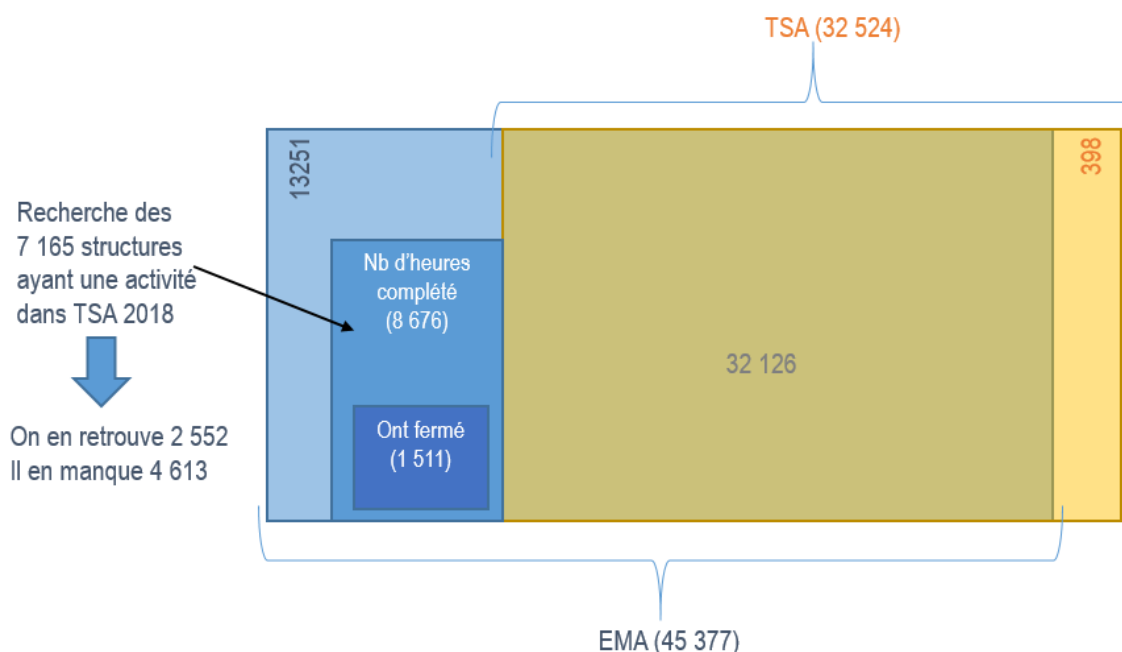 TSA (32 524)
13251
398
Recherche des
7 165 structures
ayant une activité
dans TSA 2018
Nb d'heures
complété
(8 676)
32 126
On en retrouve 2 552
Il en manque 4 613
Ont fermé
(1 511)
EMA (45 377)